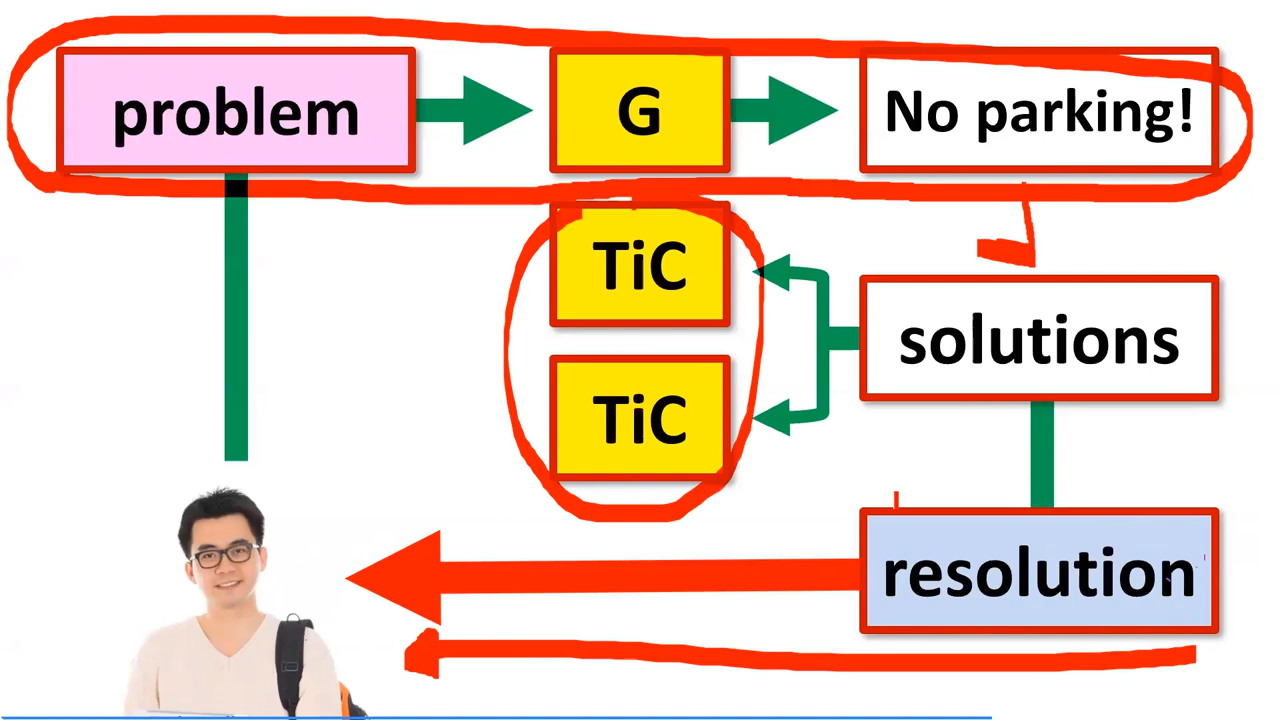 problem
G
No parking!
TiC
solutions
TiC
resolution